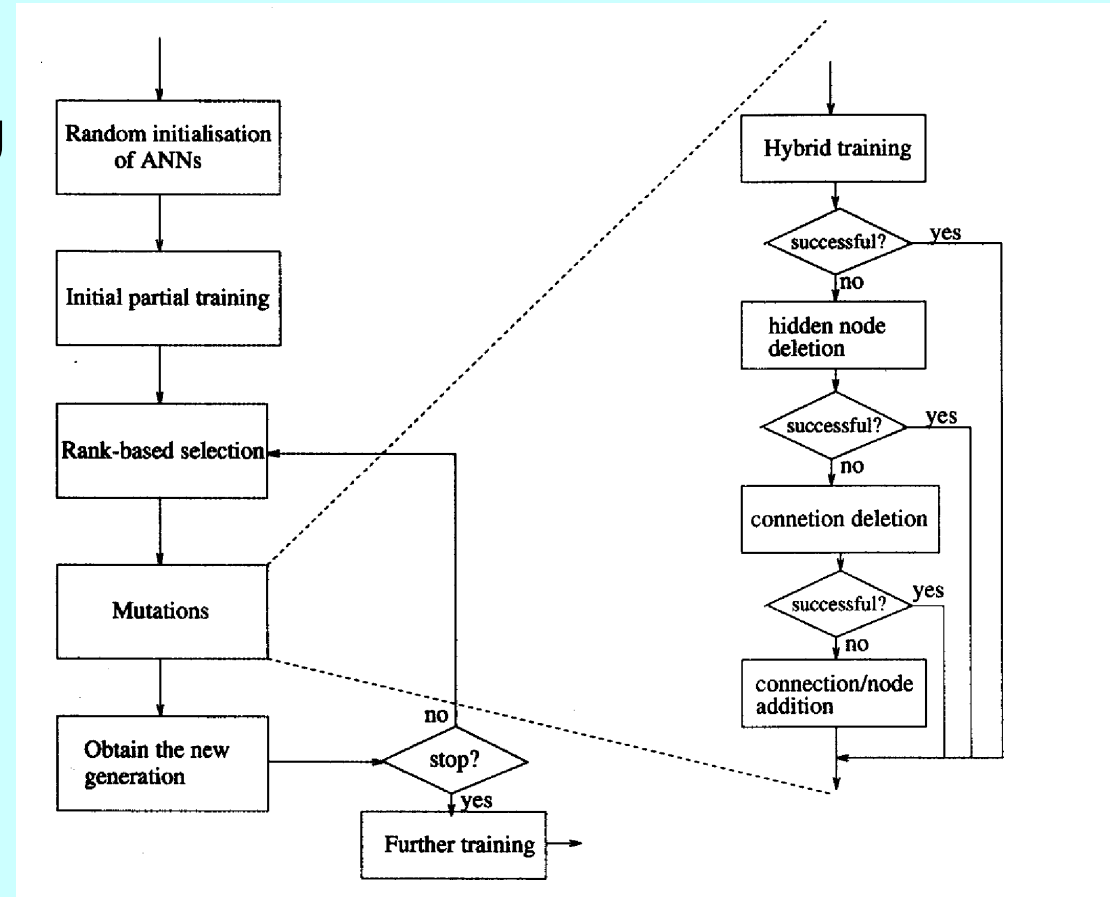 Random initialisation
of ANNs
Initial partial training
Rank-based selection
Mutations
Obtain the new
generation
no
stop?
yes
Further training
Hybrid training
successful?
yes
no
hidden node
deletion
successful?
yes
no
connetion deletion
successful?
yes
no
connection/node
addition